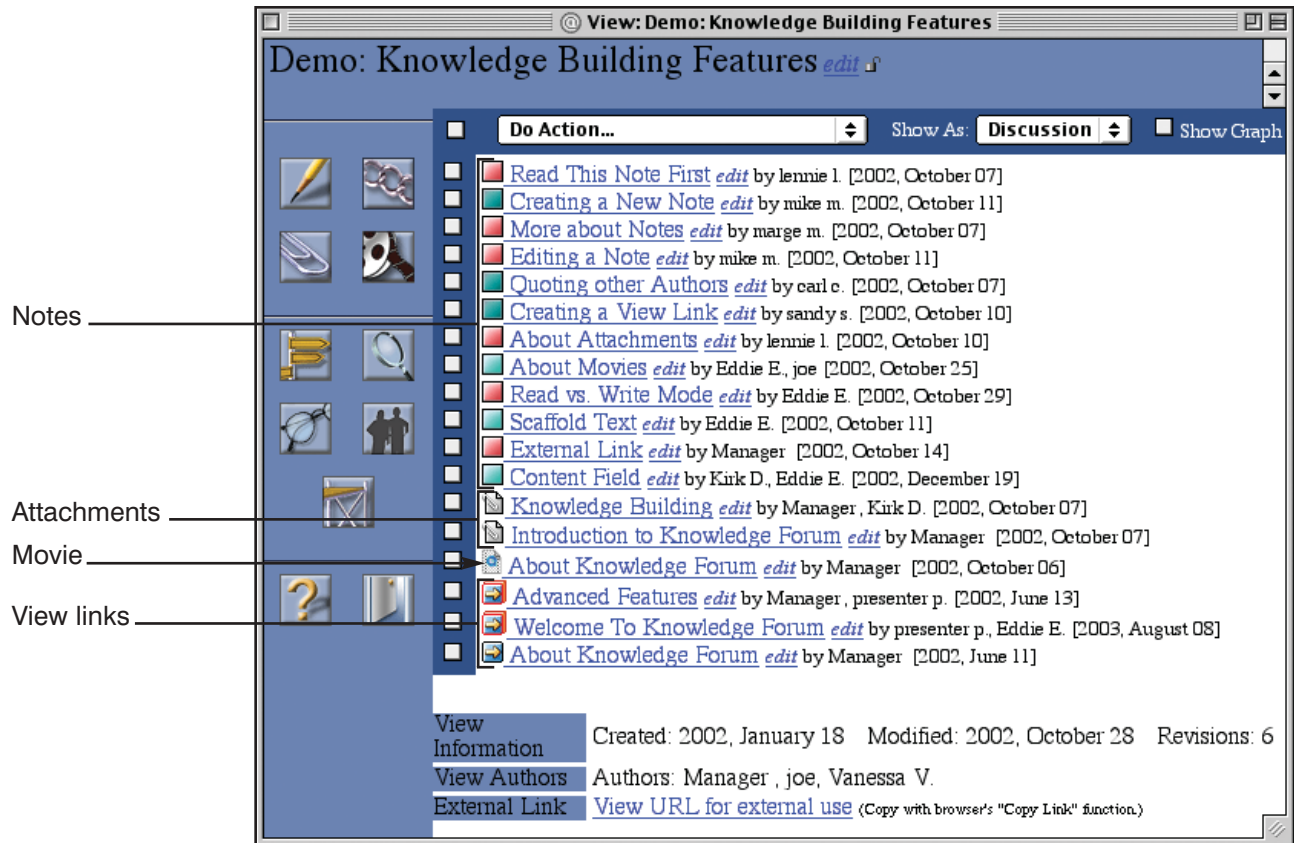 View: Demo: Knowledge Building Features
Demo: Knowledge Building Features edit
Do Action... Show As: Discussion Show Graph
Read This Note First edit by lennie l. [2002, October 07]
Creating a New Note edit by mike m. [2002, October 11]
More about Notes edit by marge m. [2002, October 07]
Editing a Note edit by mike m. [2002, October 11]
Quoting other Authors edit by carl c. [2002, October 07]
Notes
Creating a View Link edit by sandy s. [2002, October 10]
About Attachments edit by lennie l. [2002, October 10]
About Movies edit by Eddie E., joe [2002, October 25]
Read vs. Write Mode edit by Eddie E. [2002, October 29]
Scaffold Text edit by Eddie E. [2002, October 11]
External Link edit by Manager [2002, October 14]
Content Field edit by Kirk D., Eddie E. [2002, December 19]
Knowledge Building edit by Manager , Kirk D. [2002, October 07]
Attachments
Introduction to Knowledge Forum edit by Manager [2002, October 07]
Movie
About Knowledge Forum edit by Manager [2002, October 06]
Advanced Features edit by Manager , presenter p. [2002, June 13]
View links
Welcome To Knowledge Forum edit by presenter p., Eddie E. [2003, August 08]
About Knowledge Forum edit by Manager [2002, June 11]
View Information
Created: 2002, January 18 Modified: 2002, October 28 Revisions: 6
View Authors Authors: Manager , joe, Vanessa V.
External Link View URL for external use (Copy with browser's "Copy Link" function.)